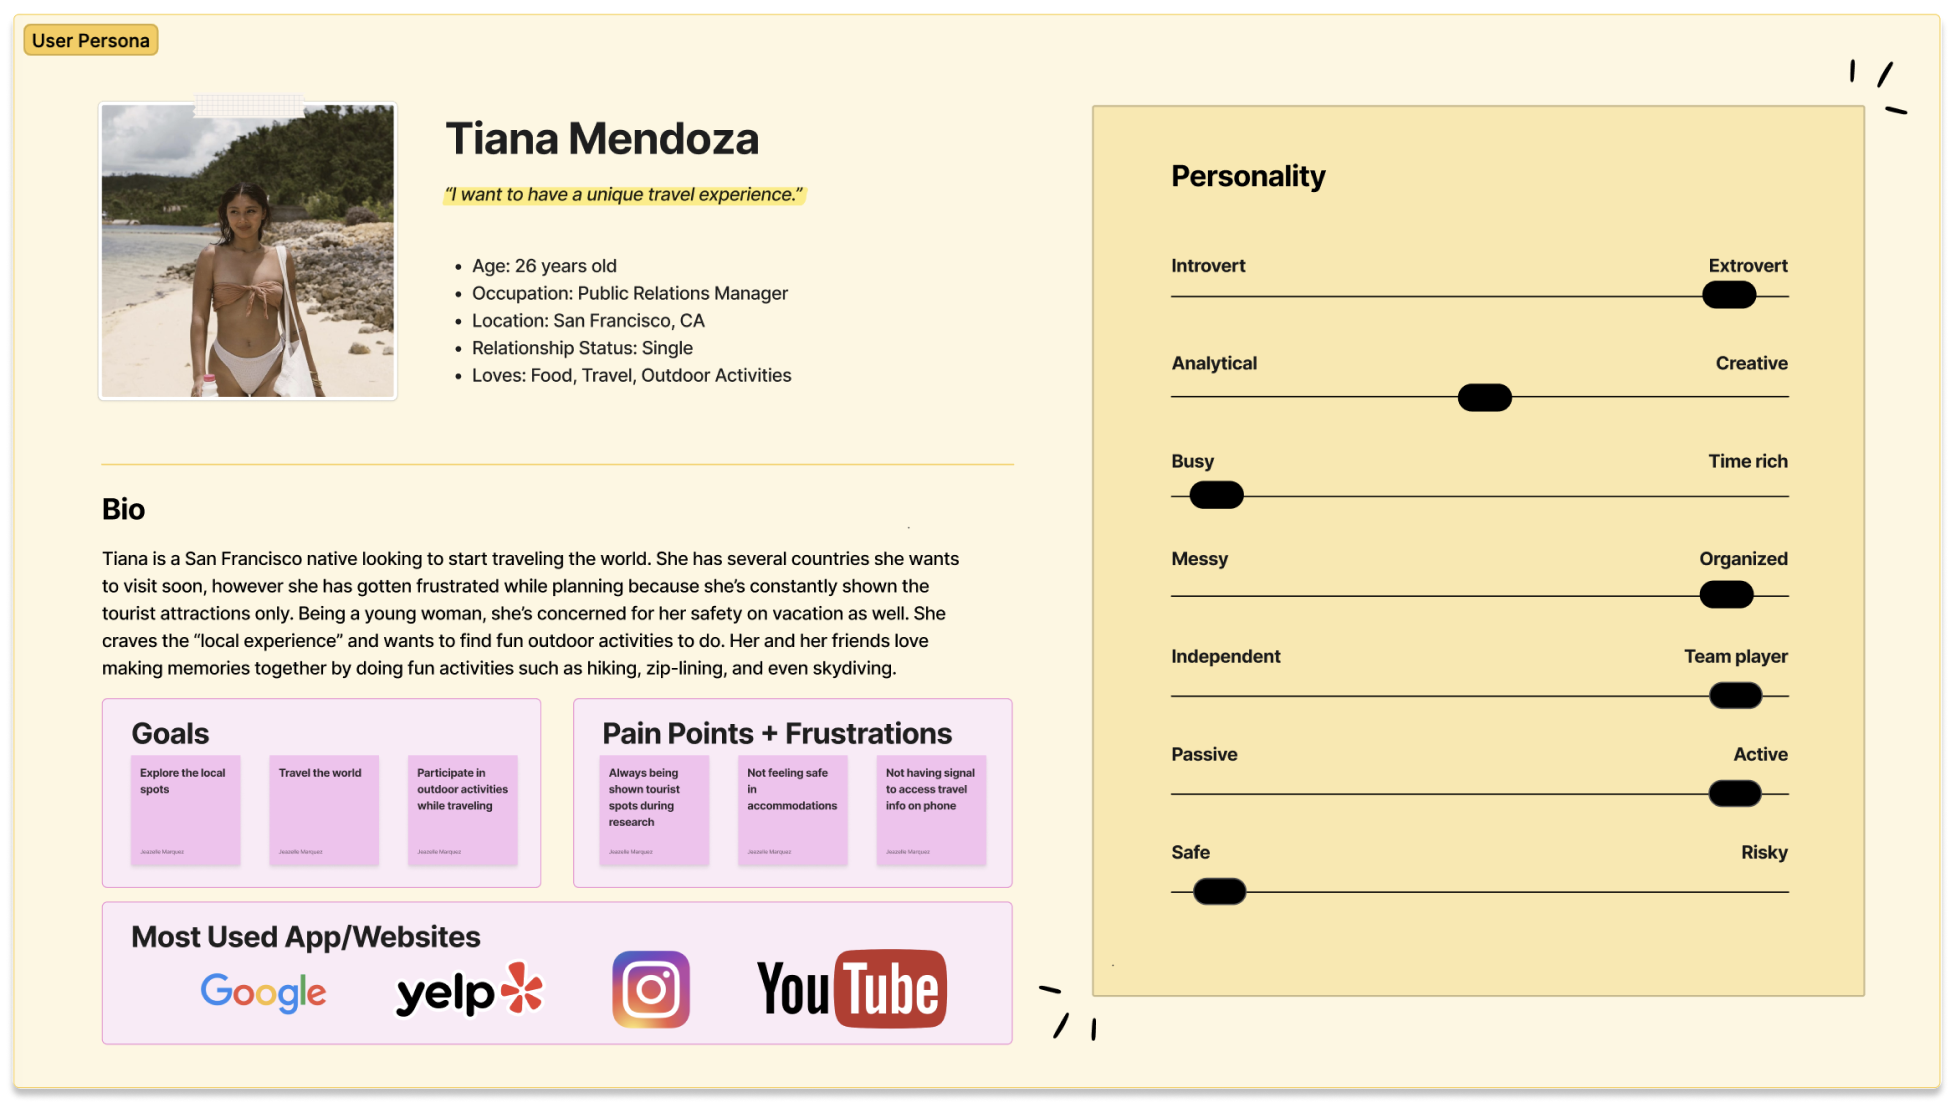 User Persona
Tiana Mendoza
“I want to have a unique travel experience.”
• Age: 26 years old
• Occupation: Public Relations Manager
• Location: San Francisco, CA
• Relationship Status: Single
• Loves: Food, Travel, Outdoor Activities
Bio
Tiana is a San Francisco native looking to start traveling the world. She has several countries she wants
to visit soon, however she has gotten frustrated while planning because she’s constantly shown the
tourist attractions only. Being a young woman, she’s concerned for her safety on vacation as well. She
craves the “local experience” and wants to find fun outdoor activities to do. Her and her friends love
making memories together by doing fun activities such as hiking, zip-lining, and even skydiving.
Goals
Explore the local
spots
Jeazelle Marquez
Travel the world
Jeazelle Marquez
Participate in
outdoor activities
while traveling
Jeazelle Marquez
Pain Points + Frustrations
Always being
shown tourist
spots during
research
Jeazelle Marquez
Not feeling safe
in
accommodations
Jeazelle Marquez
Not having signal
to access travel
info on phone
Jeazelle Marquez
Most Used App/Websites
Google
yelp
YouTube
Personality
Introvert
Extrovert
Analytical
Creative
Busy
Time rich
Messy
Organized
Independent
Team player
Passive
Active
Safe
Risky